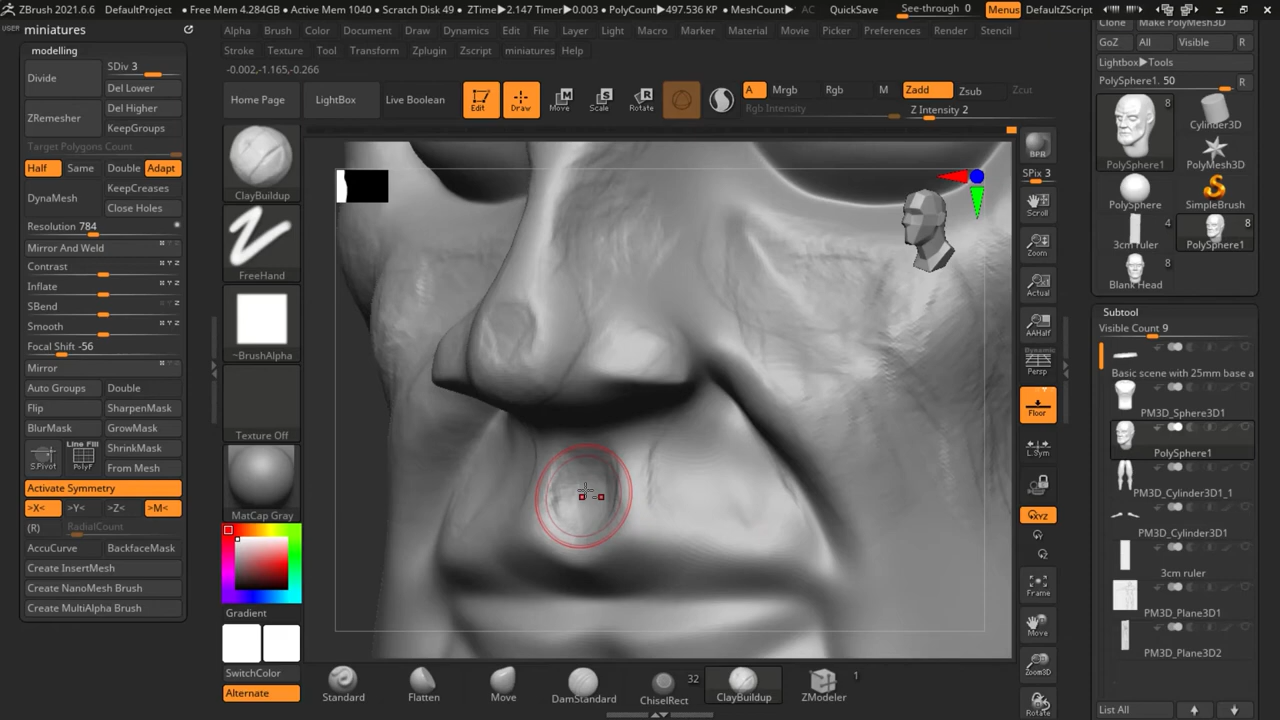 ZBrush 2021.6.6 DefaultProject • Free Mem 4.284GB • Active Mem 1040 • Scratch Disk 49 • ZTime▶2.147 Timer▶0.003 • PolyCount▶497.536 KP • MeshCount▶ AC QuickSave See-through 0 Menus DefaultZScript
USER miniatures
Alpha Brush Color Document Draw Dynamics Edit File Layer Light Macro Marker Material Movie Picker Preferences Render Stencil
Stroke Texture Tool Transform Zplugin Zscript miniatures Help
-0.002,-1.165,-0.266
Home Page LightBox Live Boolean Edit Draw Move Scale Rotate A Mrgb Rgb M Zadd Zsub Zcut
Rgb Intensity Z Intensity 2
modelling
Divide SDiv 3
Del Lower
ZRemesher Del Higher
KeepGroups
Target Polygons Count
Half Same Double Adapt
DynaMesh KeepCreases
Close Holes
Resolution 784
Mirror And Weld
Contrast
Inflate
SBend
Smooth
Focal Shift -56
Mirror
Auto Groups Double
Flip SharpenMask
BlurMask GrowMask
S.Pivot Line Fill PolyF ShrinkMask
From Mesh
Activate Symmetry
>X< >Y< >Z< >M<
(R) RadialCount
AccuCurve BackfaceMask
Create InsertMesh
Create NanoMesh Brush
Create MultiAlpha Brush
ClayBuildup
FreeHand
~BrushAlpha
Texture Off
MatCap Gray
Gradient
SwitchColor
Alternate
Standard Flatten Move DamStandard ChiselRect 32 ClayBuildup ZModeler 1
BPR
SPix 3
Scroll
Zoom
Actual
AAHalf
Dynamic
Persp
Floor
L.Sym
XYZ
Frame
Move
Zoom3D
Rotate
Clone Make PolyMesh3D
GoZ All Visible R
Lightbox▶Tools
PolySphere1. 50 R
8 Cylinder3D
PolySphere1 PolyMesh3D
PolySphere SimpleBrush
4 8
3cm ruler PolySphere1
8
Blank Head
Subtool
Visible Count 9
Basic scene with 25mm base a
PM3D_Sphere3D1
PolySphere1
PM3D_Cylinder3D1_1
PM3D_Cylinder3D1
3cm ruler
PM3D_Plane3D1
PM3D_Plane3D2
List All